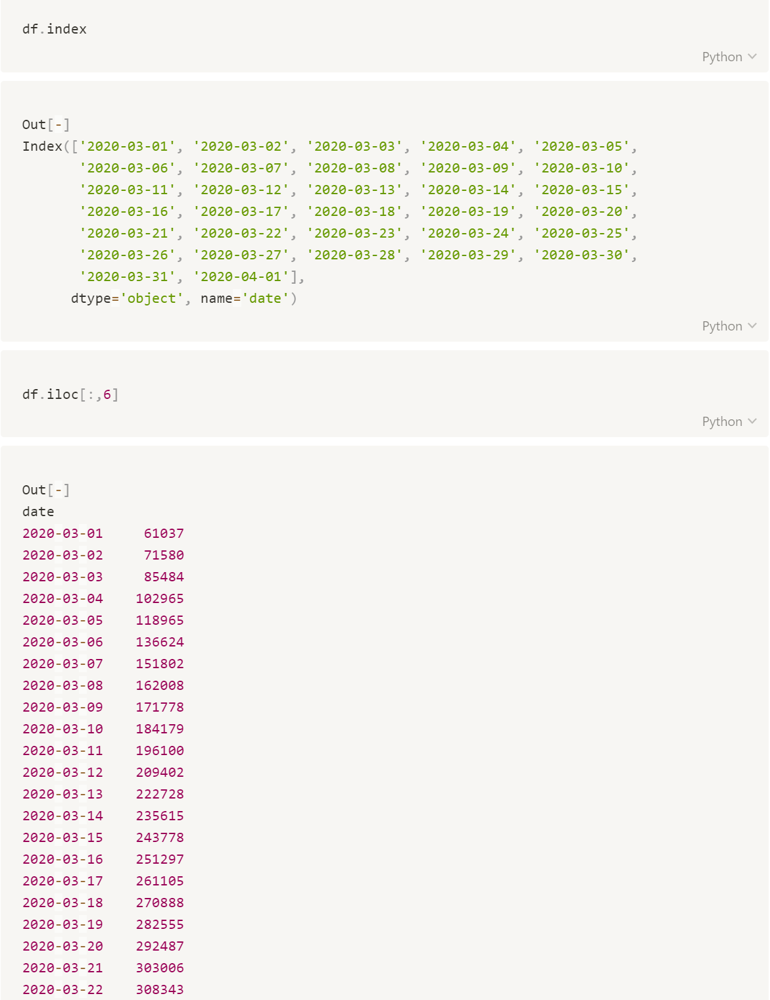 df.index
Python
Out[-]
Index(['2020-03-01', '2020-03-02', '2020-03-03', '2020-03-04', '2020-03-05',
'2020-03-06', '2020-03-07', '2020-03-08', '2020-03-09', '2020-03-10',
'2020-03-11', '2020-03-12', '2020-03-13', '2020-03-14', '2020-03-15',
'2020-03-16', '2020-03-17', '2020-03-18', '2020-03-19', '2020-03-20',
'2020-03-21', '2020-03-22', '2020-03-23', '2020-03-24', '2020-03-25',
'2020-03-26', '2020-03-27', '2020-03-28', '2020-03-29', '2020-03-30',
'2020-03-31', '2020-04-01'],
dtype='object', name='date')
Python
df.iloc[:,6]
Python
Out[-]
date
2020-03-01 61037
2020-03-02 71580
2020-03-03 85484
2020-03-04 102965
2020-03-05 118965
2020-03-06 136624
2020-03-07 151802
2020-03-08 162008
2020-03-09 171778
2020-03-10 184179
2020-03-11 196100
2020-03-12 209402
2020-03-13 222728
2020-03-14 235615
2020-03-15 243778
2020-03-16 251297
2020-03-17 261105
2020-03-18 270888
2020-03-19 282555
2020-03-20 292487
2020-03-21 303006
2020-03-22 308343